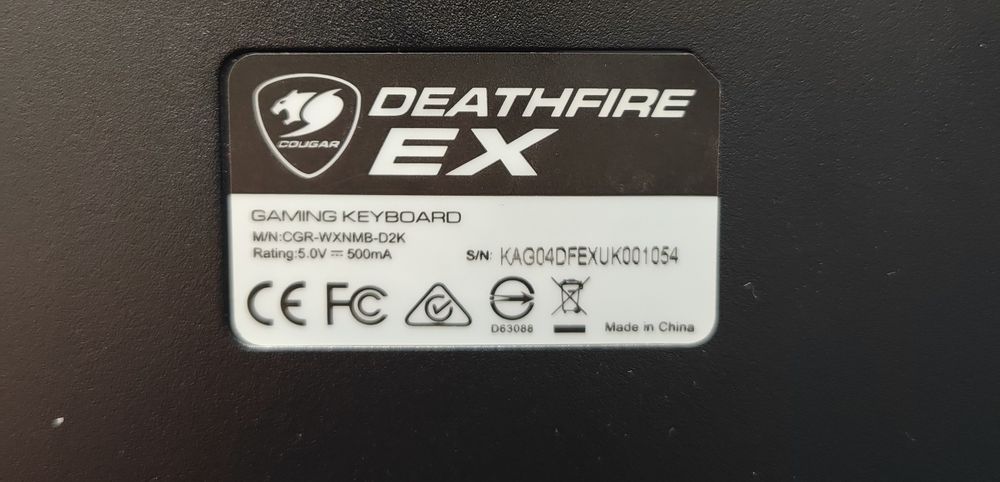 COUGAR
DEATHFIRE
EX
GAMING KEYBOARD
M/N:CGR-WXNMB-D2K
Rating:5.0V ⎓ 500mA
S/N: KAG04DFEXUK001054
CE FC
D63088
Made in China